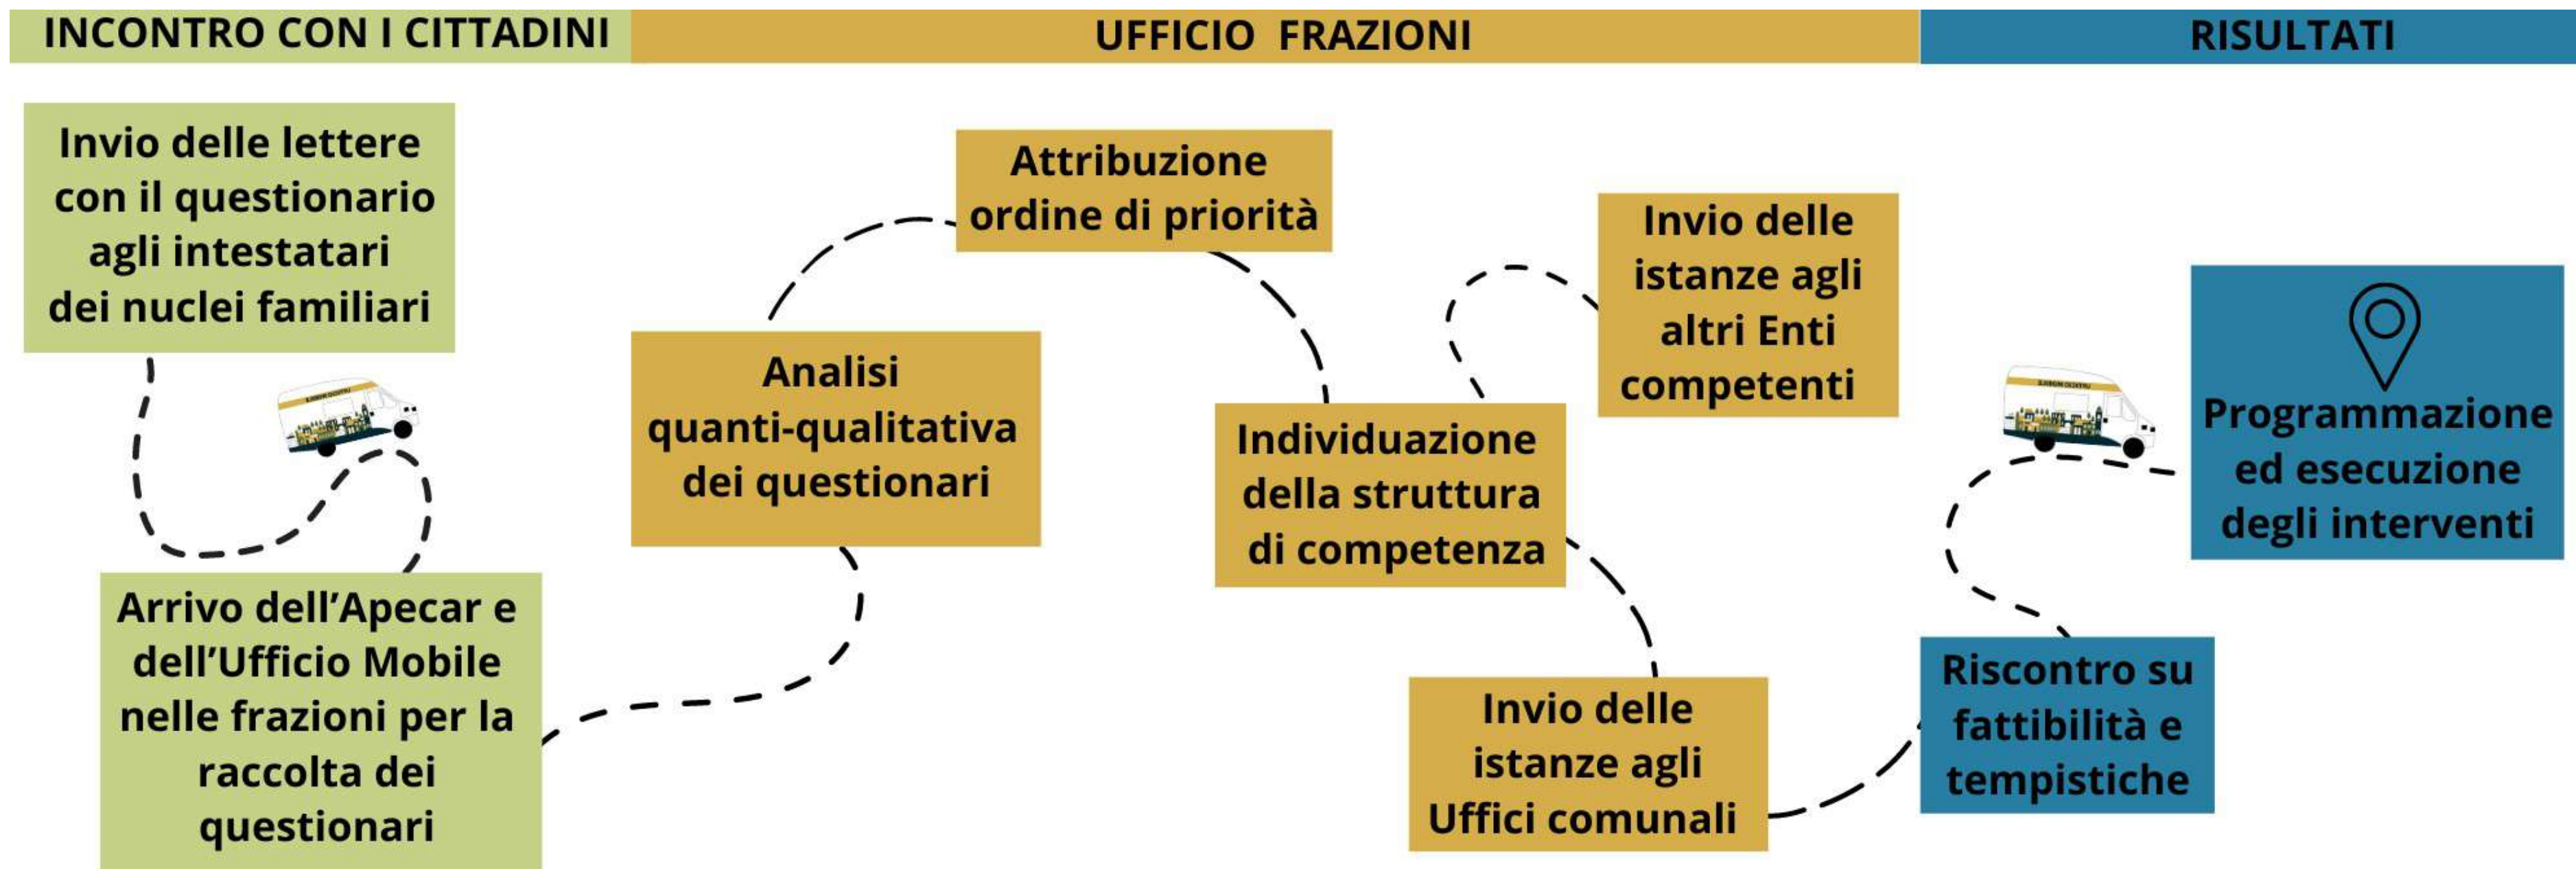 INCONTRO CON I CITTADINI
UFFICIO FRAZIONI
RISULTATI
Invio delle lettere
con il questionario
agli intestatari
dei nuclei familiari
Arrivo dell’Apecar e
dell’Ufficio Mobile
nelle frazioni per la
raccolta dei
questionari
Analisi
quanti-qualitativa
dei questionari
Attribuzione
ordine di priorità
Individuazione
della struttura
di competenza
Invio delle
istanze agli
altri Enti
competenti
Invio delle
istanze agli
Uffici comunali
Riscontro su
fattibilità e
tempistiche
Programmazione
ed esecuzione
degli interventi